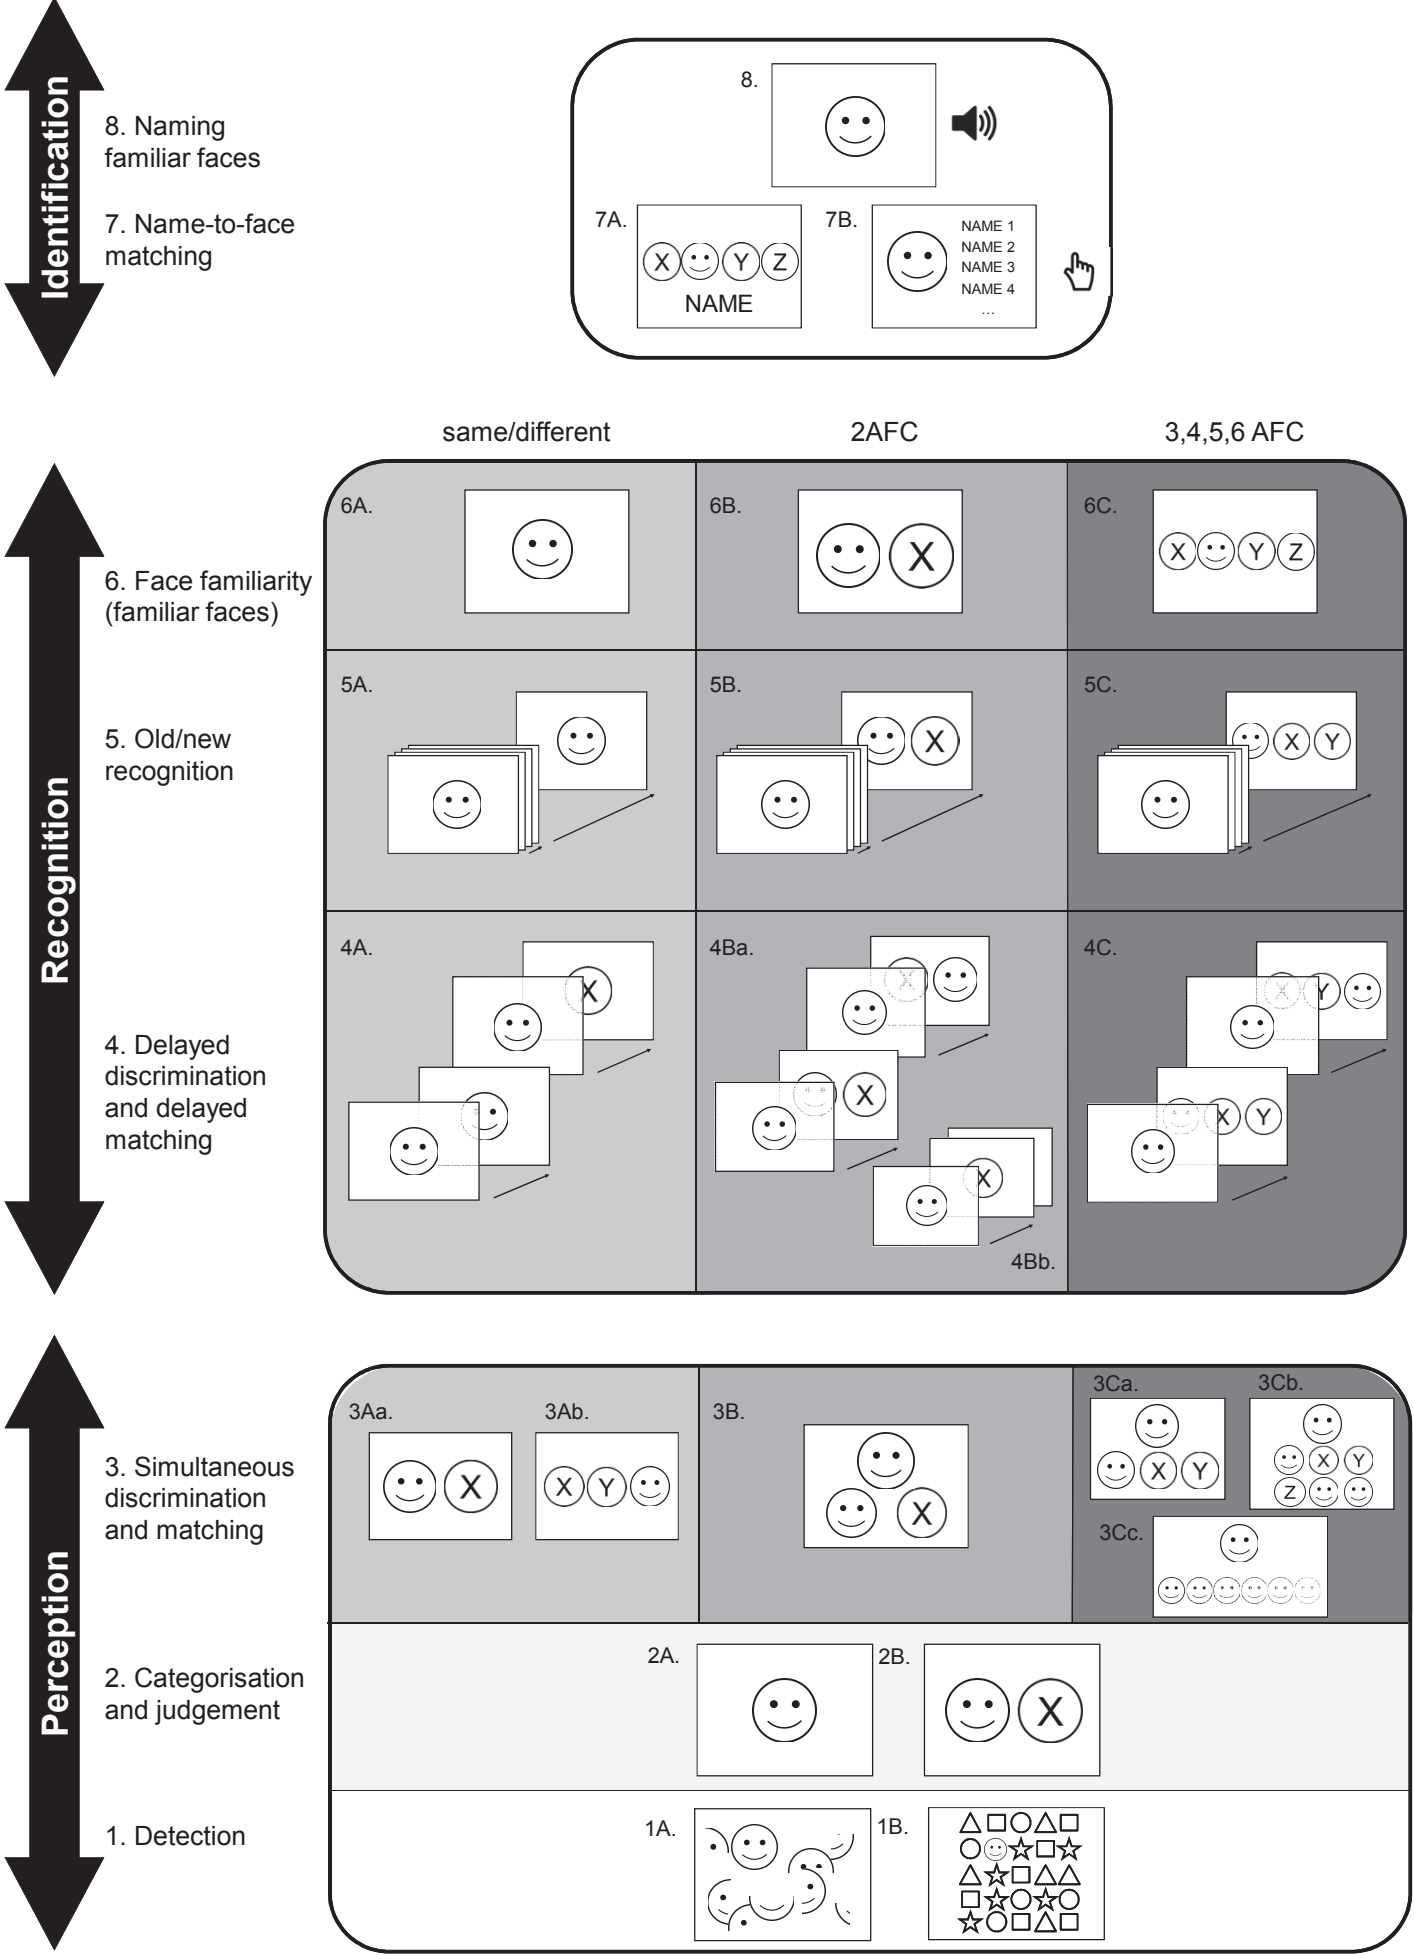 Identification
8. Naming
familiar faces
7. Name-to-face
matching
8.
7A.
X Y Z
NAME
7B.
NAME 1
NAME 2
NAME 3
NAME 4
...
same/different
2AFC
3,4,5,6 AFC
Recognition
6. Face familiarity
(familiar faces)
6A.
6B.
X
6C.
X Y Z
5. Old/new
recognition
5A.
5B.
X
5C.
X Y
4. Delayed
discrimination
and delayed
matching
4A.
X
4Ba.
X
X
X
4Bb.
4C.
X Y
X Y
Perception
3. Simultaneous
discrimination
and matching
3Aa.
X
3Ab.
X Y
3B.
X
3Ca.
X Y
3Cb.
X Y
Z
3Cc.
2. Categorisation
and judgement
2A.
2B.
X
1. Detection
1A.
1B.